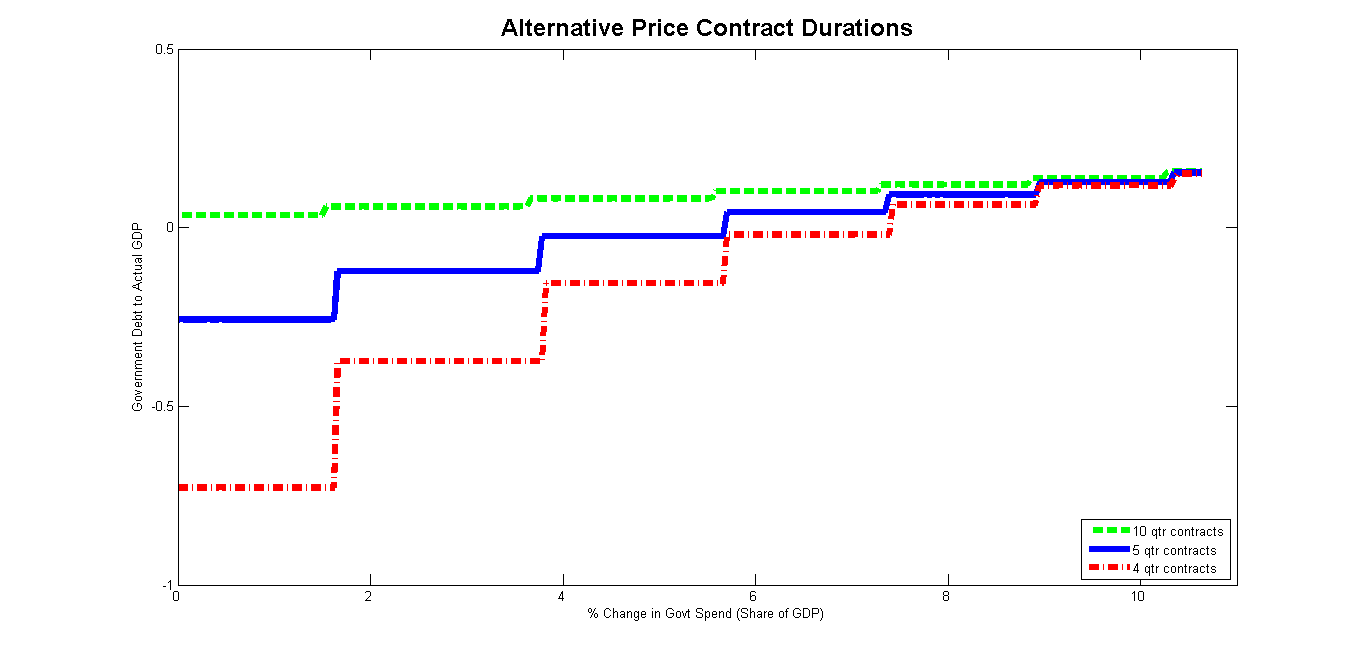 Alternative Price Contract Durations
0.5
0
-0.5
-1
Government Debt to Actual GDP
0 2 4 6 8 10
% Change in Govt Spend (Share of GDP)
10 qtr contracts
5 qtr contracts
4 qtr contracts